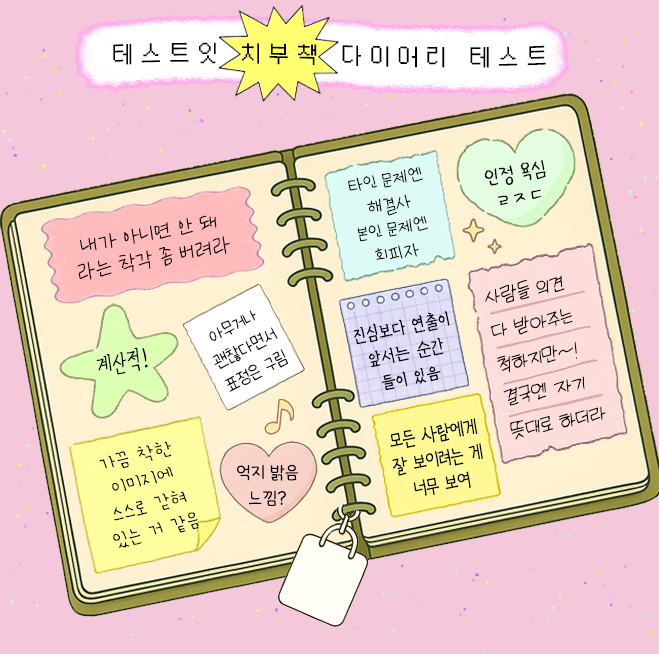 테스트잇 치부책 다이어리 테스트
내가 아니면 안 돼
라는 착각 좀 버려라
계산적!
아무거나
괜찮다면서
표정은 구림
가끔 착한
이미지에
스스로 갇혀
있는 거 같음
억지 밝음
느낌?
타인 문제엔
해결사
본인 문제엔
회피자
인정 욕심
ㄹㅈㄷ
진심보다 연출이
앞서는 순간
들이 있음
사람들 의견
다 받아주는
척하지만~!
결국엔 자기
뜻대로 하더라
모든 사람에게
잘 보이려는 게
너무 보여